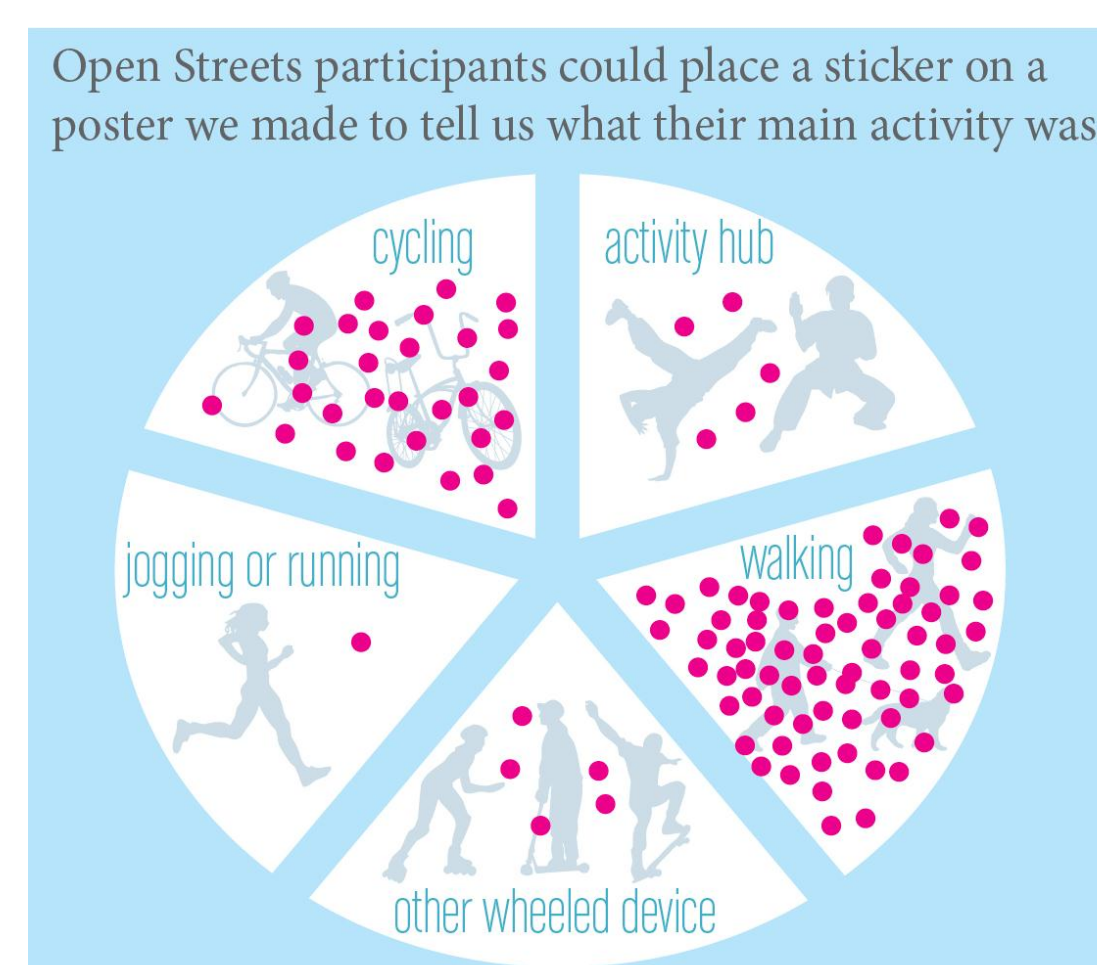 Open Streets participants could place a sticker on a
poster we made to tell us what their main activity was
cycling
activity hub
jogging or running
walking
other wheeled device